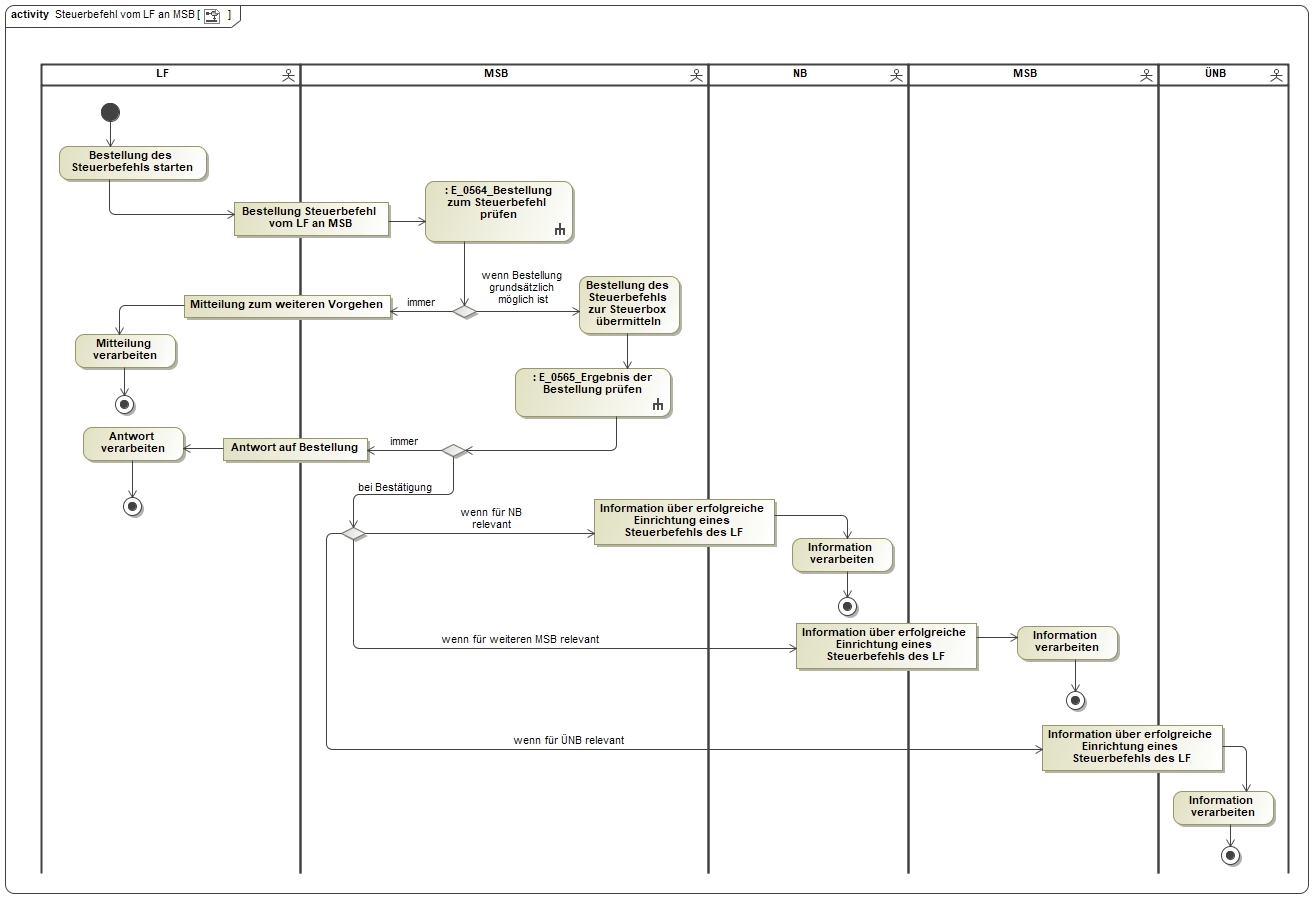 activity Steuerbefehl vom LF an MSB [ ]
LF
MSB
NB
MSB
ÜNB
Bestellung des
Steuerbefehls starten
Bestellung Steuerbefehl
vom LF an MSB
: E_0564_Bestellung
zum Steuerbefehl
prüfen
wenn Bestellung
grundsätzlich
möglich ist
immer
Mitteilung zum weiteren Vorgehen
Bestellung des
Steuerbefehls
zur Steuerbox
übermitteln
Mitteilung
verarbeiten
: E_0565_Ergebnis der
Bestellung prüfen
Antwort
verarbeiten
Antwort auf Bestellung
immer
bei Bestätigung
wenn für NB
relevant
Information über erfolgreiche
Einrichtung eines
Steuerbefehls des LF
Information
verarbeiten
wenn für weiteren MSB relevant
Information über erfolgreiche
Einrichtung eines
Steuerbefehls des LF
Information
verarbeiten
wenn für ÜNB relevant
Information über erfolgreiche
Einrichtung eines
Steuerbefehls des LF
Information
verarbeiten